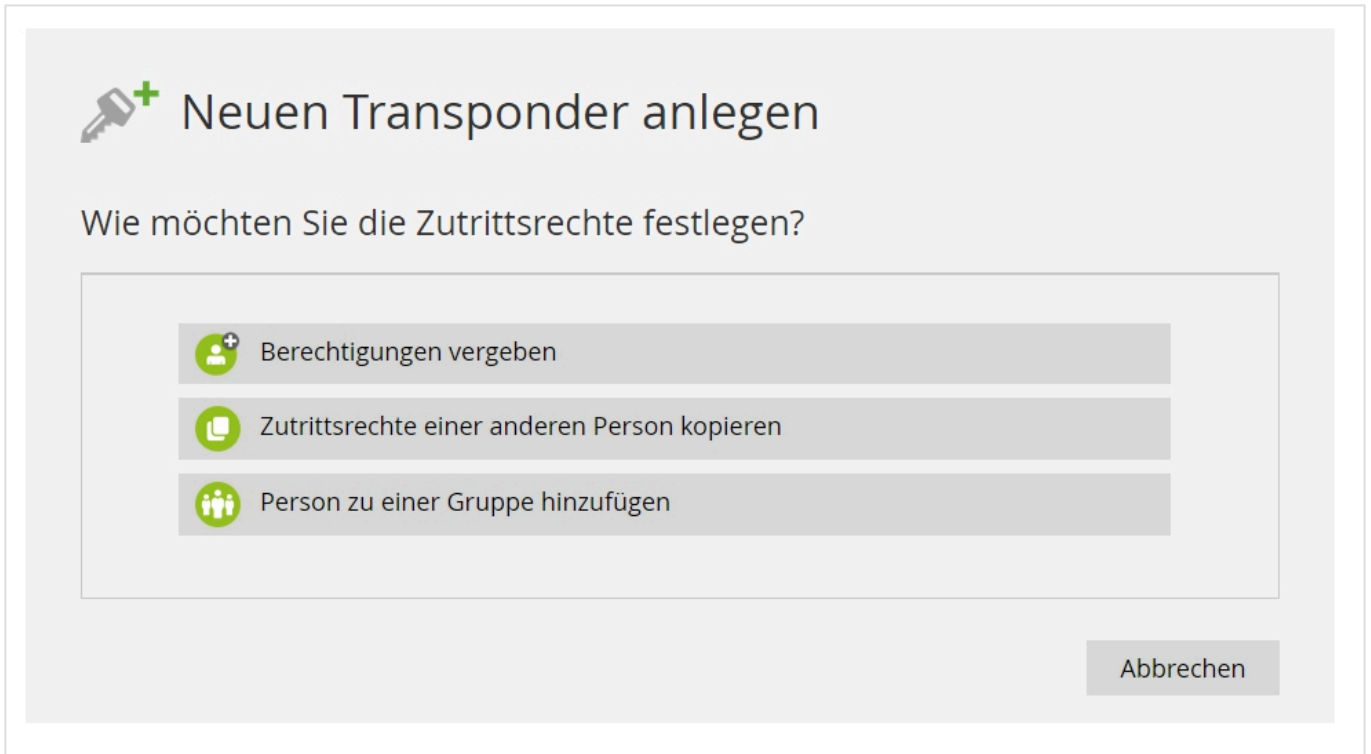 Neuen Transponder anlegen
Wie möchten Sie die Zutrittsrechte festlegen?
Berechtigungen vergeben
Zutrittsrechte einer anderen Person kopieren
Person zu einer Gruppe hinzufügen
Abbrechen